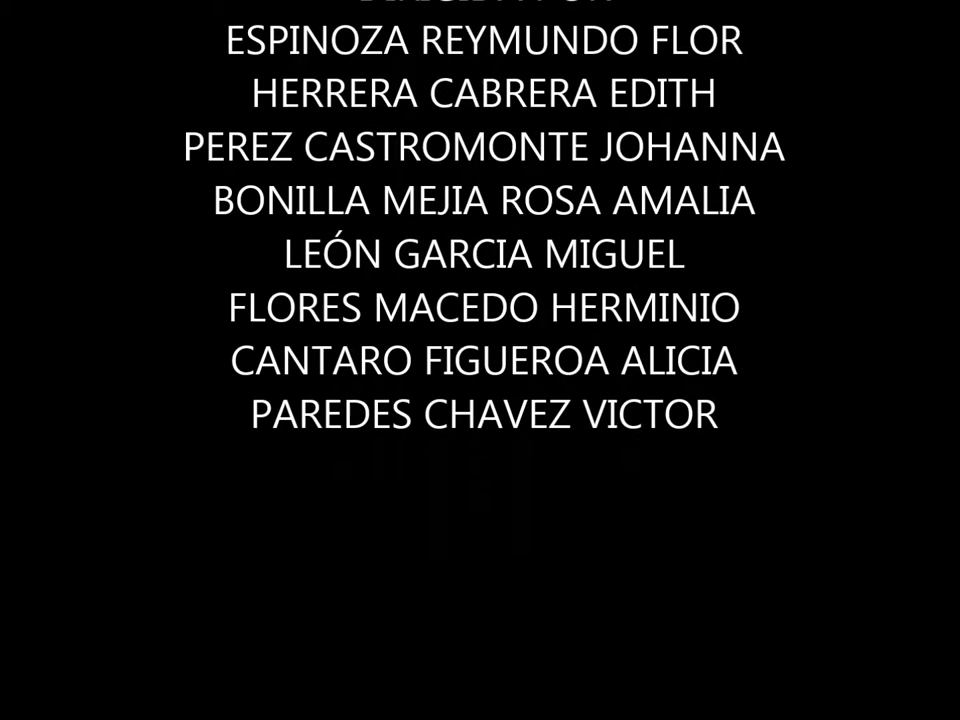 ESPINOZA REYMUNDO FLOR
HERRERA CABRERA EDITH
PEREZ CASTROMONTE JOHANNA
BONILLA MEJIA ROSA AMALIA
LEÓN GARCIA MIGUEL
FLORES MACEDO HERMINIO
CANTARO FIGUEROA ALICIA
PAREDES CHAVEZ VICTOR